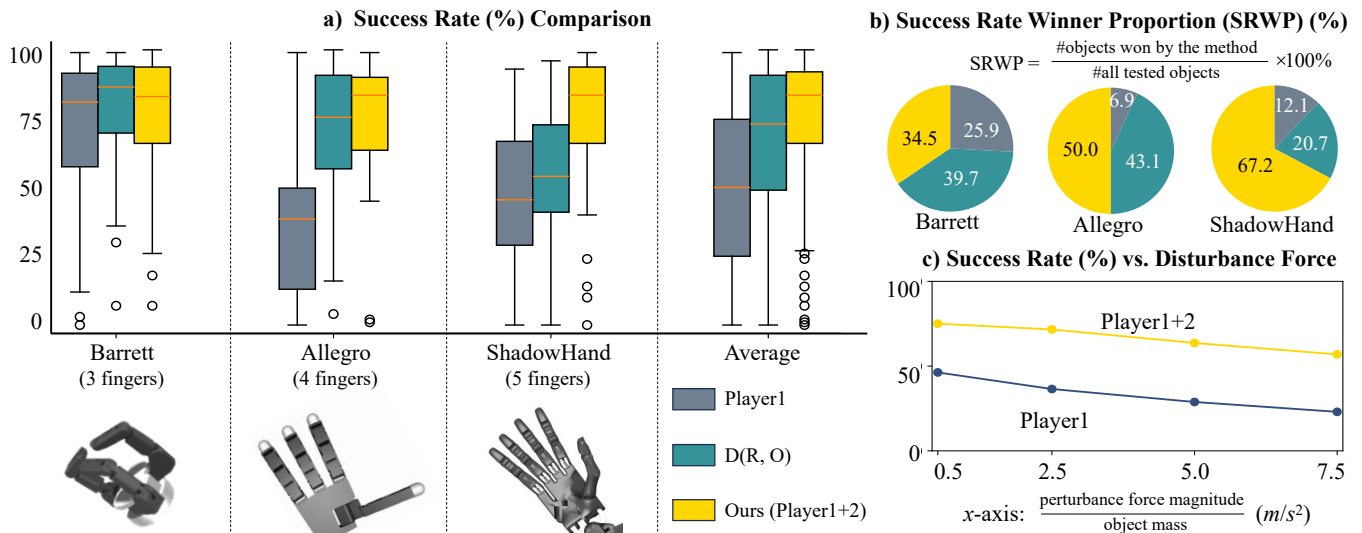 a) Success Rate (%) Comparison
100
75
50
25
0
Barrett
(3 fingers)
Allegro
(4 fingers)
ShadowHand
(5 fingers)
Average
Player1
D(R, O)
Ours (Player1+2)
b) Success Rate Winner Proportion (SRWP) (%)
SRWP = #objects won by the method / #all tested objects ×100%
34.5
25.9
39.7
Barrett
6.9
50.0
43.1
Allegro
12.1
20.7
67.2
ShadowHand
c) Success Rate (%) vs. Disturbance Force
100
50
0
Player1+2
Player1
0.5
2.5
5.0
7.5
x-axis: perturbance force magnitude / object mass (m/s²)